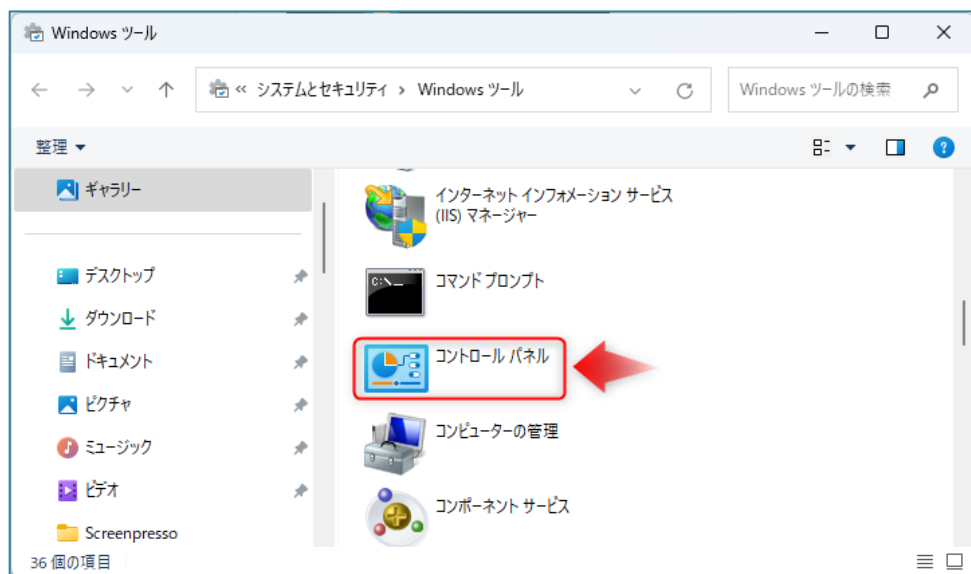 Windows ツール
« システムとセキュリティ › Windows ツール
Windows ツールの検索
整理
?
ギャラリー
デスクトップ
ダウンロード
ドキュメント
ピクチャ
ミュージック
ビデオ
Screenpresso
インターネット インフォメーション サービス
(IIS) マネージャー
C:\_
コマンド プロンプト
コントロール パネル
コンピューターの管理
コンポーネント サービス
36 個の項目